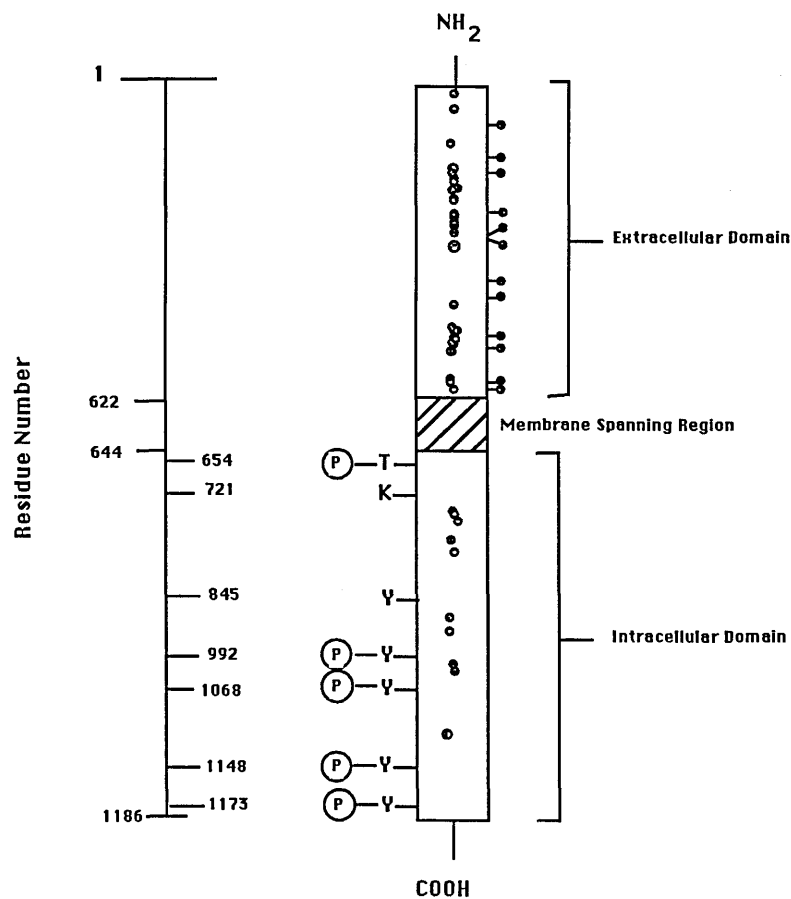 NH2
1
Extracellular Domain
622
Membrane Spanning Region
644
654
P T
721
K
Residue Number
845
Y
Intracellular Domain
992
P Y
1068
P Y
1148
P Y
1173
P Y
1186
COOH